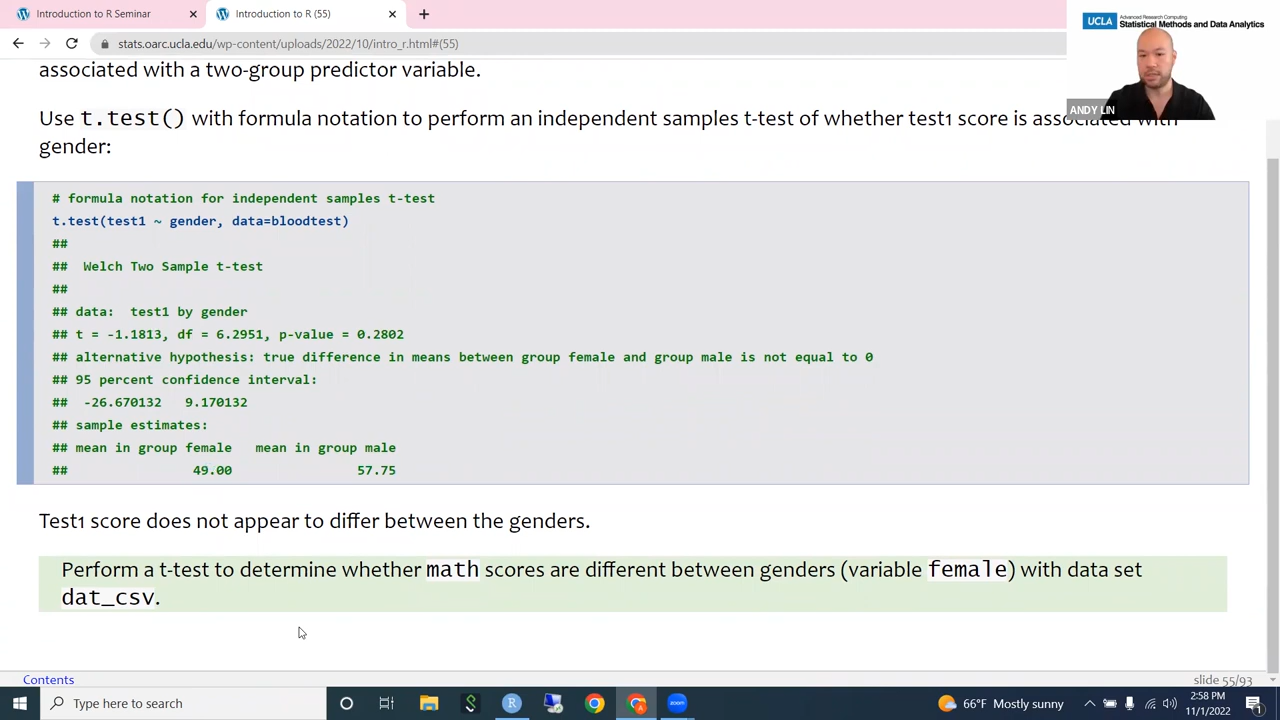 Introduction to R Seminar
Introduction to R (55)
stats.oarc.ucla.edu/wp-content/uploads/2022/10/intro_r.html#(55)
UCLA Advanced Research Computing
Statistical Methods and Data Analytics
ANDY LIN
associated with a two-group predictor variable.
Use t.test() with formula notation to perform an independent samples t-test of whether test1 score is associated with
gender:
# formula notation for independent samples t-test
t.test(test1 ~ gender, data=bloodtest)
##
## Welch Two Sample t-test
##
## data: test1 by gender
## t = -1.1813, df = 6.2951, p-value = 0.2802
## alternative hypothesis: true difference in means between group female and group male is not equal to 0
## 95 percent confidence interval:
## -26.670132 9.170132
## sample estimates:
## mean in group female mean in group male
## 49.00 57.75
Test1 score does not appear to differ between the genders.
Perform a t-test to determine whether math scores are different between genders (variable female) with data set
dat_csv.
Contents
slide 55/93
Type here to search
zoom
66°F Mostly sunny
2:58 PM
11/1/2022
1